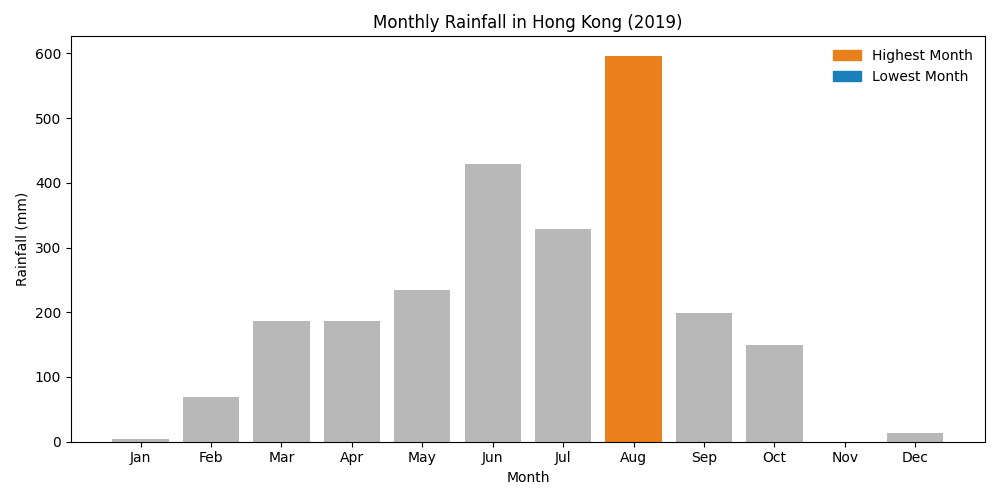 Monthly Rainfall in Hong Kong (2019)
Highest Month
Lowest Month
600
500
400
300
200
100
0
Rainfall (mm)
Jan Feb Mar Apr May Jun Jul Aug Sep Oct Nov Dec
Month